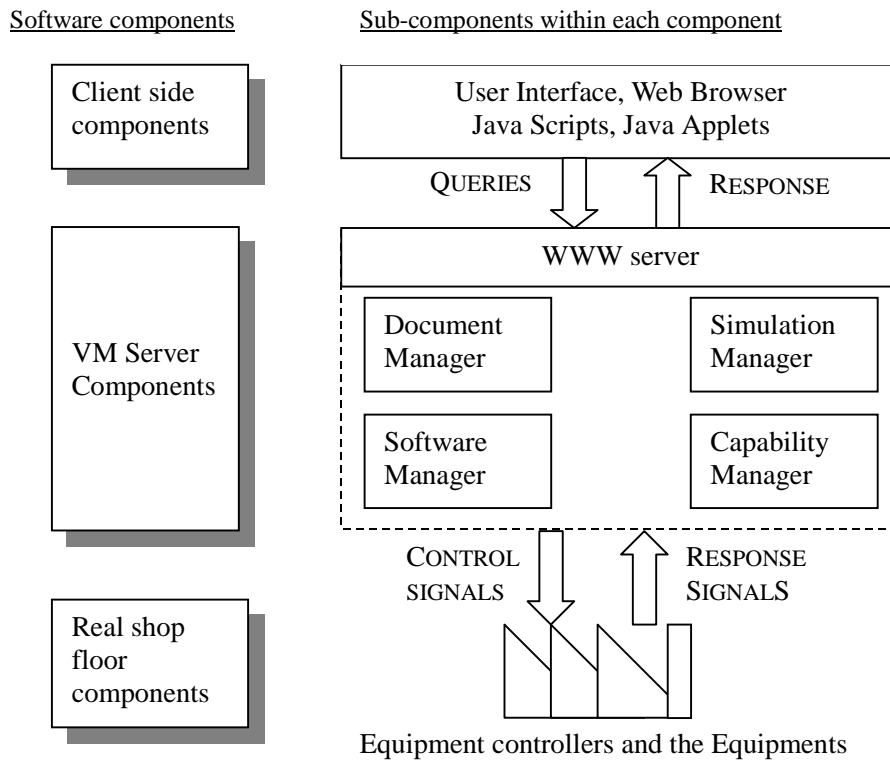 Software components
Sub-components within each component
Client side
components
User Interface, Web Browser
Java Scripts, Java Applets
QUERIES
RESPONSE
VM Server
Components
WWW server
Document
Manager
Simulation
Manager
Software
Manager
Capability
Manager
CONTROL
SIGNALS
RESPONSE
SIGNALS
Real shop
floor
components
Equipment controllers and the Equipments